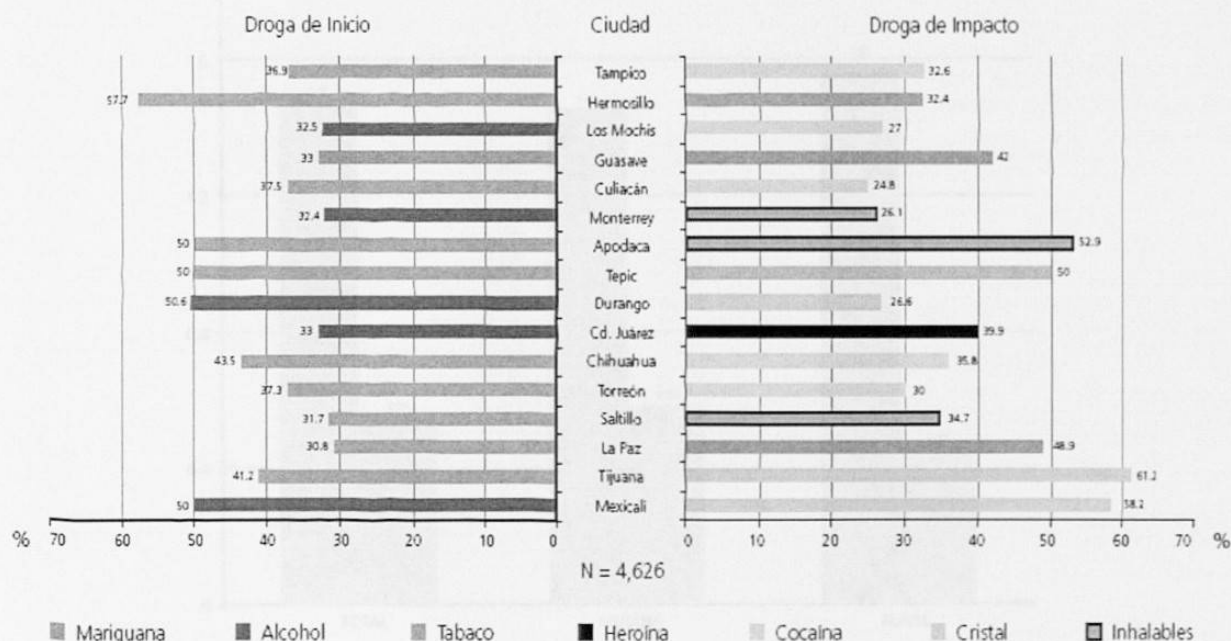 Droga de Inicio Ciudad Droga de Impacto
36.9 Tampico 32.6
57.7 Hermosillo 32.4
32.5 Los Mochis 27
33 Guasave 42
37.5 Culiacán 24.8
32.4 Monterrey 26.1
50 Apodaca 52.9
50 Tepic 50
50.6 Durango 26.6
33 Cd. Juárez 39.9
43.5 Chihuahua 35.8
37.3 Torreón 30
31.7 Saltillo 34.7
30.8 La Paz 48.9
41.2 Tijuana 61.2
50 Mexicali 58.2
% 70 60 50 40 30 20 10 0 0 10 20 30 40 50 60 70 %
N = 4,626
Mariguana Alcohol Tabaco Heroína Cocaína Cristal Inhalables